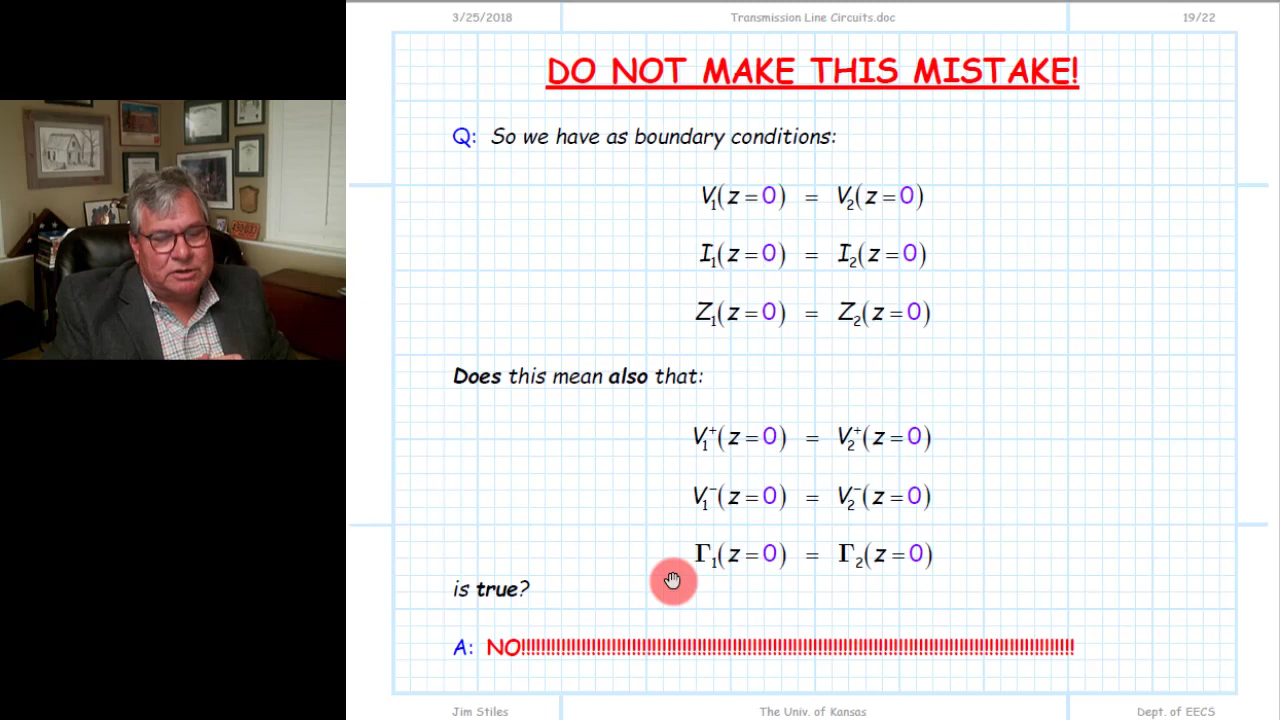 3/25/2018 Transmission Line Circuits.doc 19/22
DO NOT MAKE THIS MISTAKE!
Q: So we have as boundary conditions:
V₁(z=0) = V₂(z=0)
I₁(z=0) = I₂(z=0)
Z₁(z=0) = Z₂(z=0)
Does this mean also that:
V₁⁺(z=0) = V₂⁺(z=0)
V₁⁻(z=0) = V₂⁻(z=0)
Γ₁(z=0) = Γ₂(z=0)
is true?
A: NO!!!!!!!!!!!!!!!!!!!!!!!!!!!!!!!!!!!!!!!!!!!!!!!!!!!!!!!!!!!!!!!!!!!!!!!!!!!!!!!!!!!!!!!!!!!!!!!!!!!!!!!!!!!!!!
Jim Stiles The Univ. of Kansas Dept. of EECS